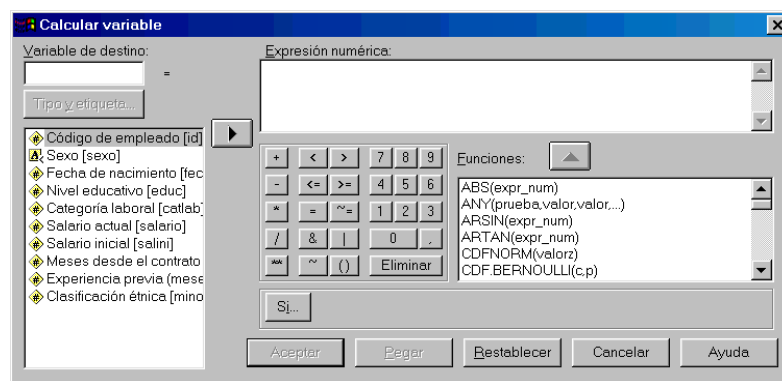 Calcular variable
Variable de destino:
=
Tipo y etiqueta...
Código de empleado [id]
Sexo [sexo]
Fecha de nacimiento [fec
Nivel educativo [educ]
Categoría laboral [catlab]
Salario actual [salario]
Salario inicial [salini]
Meses desde el contrato
Experiencia previa (mese
Clasificación étnica [mino
Expresión numérica:
+ < > 7 8 9
- <= >= 4 5 6
* = ~= 1 2 3
/ & | 0 .
** ~ () Eliminar
Funciones:
ABS(expr_num)
ANY(prueba,valor,valor,...)
ARSIN(expr_num)
ARTAN(expr_num)
CDFNORM(valorz)
CDF.BERNOULLI(c,p)
Si...
Aceptar Pegar Restablecer Cancelar Ayuda